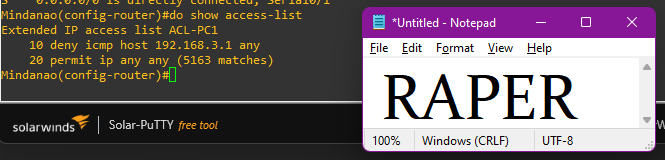 Mindanao(config-router)#do show access-list
Extended IP access list ACL-PC1
    10 deny icmp host 192.168.3.1 any
    20 permit ip any any (5163 matches)
Mindanao(config-router)#
solarwinds | Solar-PuTTY free tool
*Untitled - Notepad
File Edit Format View Help
RAPER
100% Windows (CRLF) UTF-8